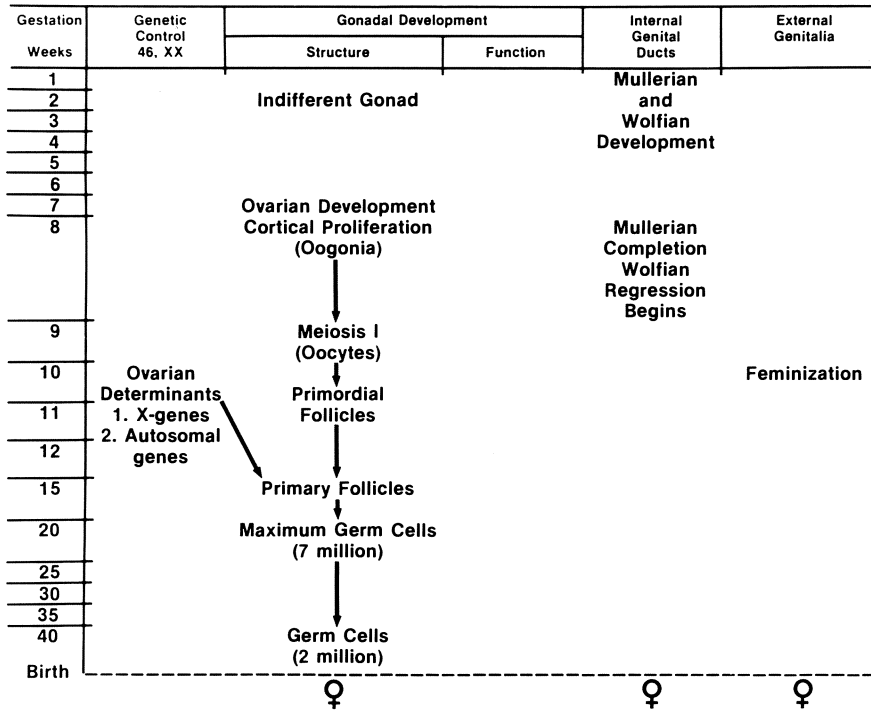 Gestation
Weeks
Genetic
Control
46, XX
Gonadal Development
Structure
Function
Internal
Genital
Ducts
External
Genitalia
1
2
3
4
5
6
7
8
9
10
11
12
15
20
25
30
35
40
Birth
Ovarian
Determinants
1. X-genes
2. Autosomal
genes
Indifferent Gonad
Ovarian Development
Cortical Proliferation
(Oogonia)
Meiosis I
(Oocytes)
Primordial
Follicles
Primary Follicles
Maximum Germ Cells
(7 million)
Germ Cells
(2 million)
Mullerian
and
Wolfian
Development
Mullerian
Completion
Wolfian
Regression
Begins
Feminization
♀ ♀ ♀